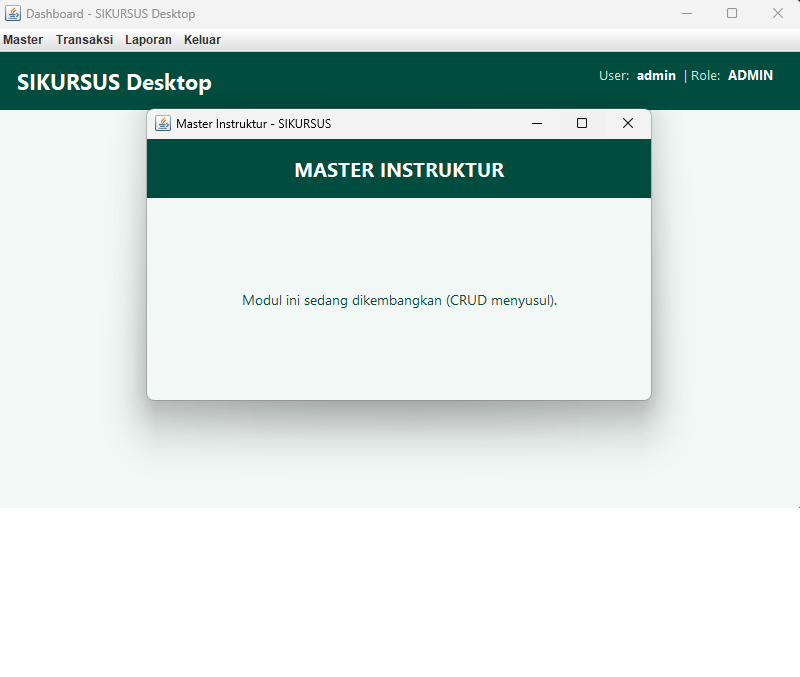 Dashboard - SIKURSUS Desktop
Master Transaksi Laporan Keluar
SIKURSUS Desktop
User: admin | Role: ADMIN
Master Instruktur - SIKURSUS
MASTER INSTRUKTUR
Modul ini sedang dikembangkan (CRUD menyusul).